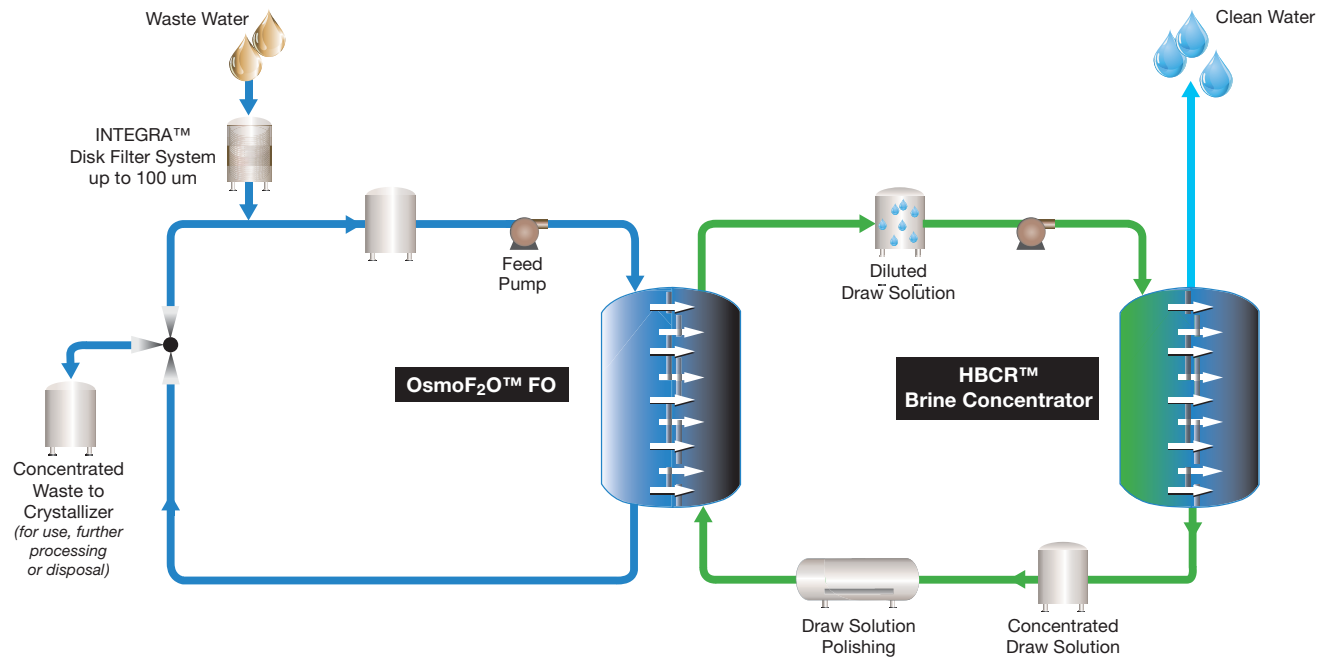 Waste Water
Clean Water
INTEGRA™
Disk Filter System
up to 100 um
Feed
Pump
Diluted
Draw Solution
OsmoF₂O™ FO
HBCR™
Brine Concentrator
Concentrated
Waste to
Crystallizer
(for use, further
processing
or disposal)
Draw Solution
Polishing
Concentrated
Draw Solution